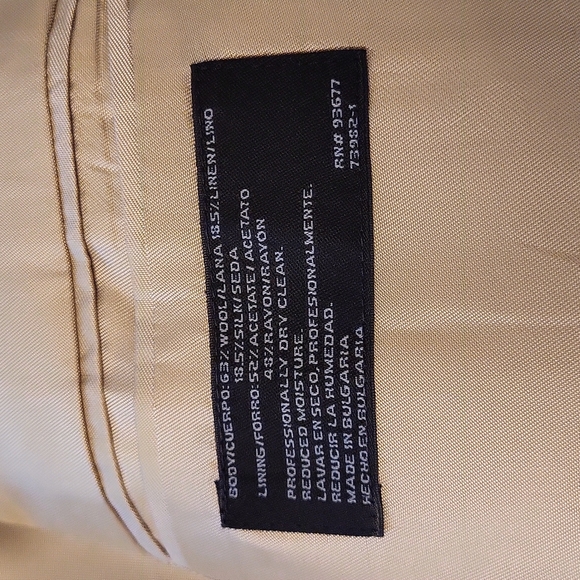 BODY/CUERPO: 63% WOOL/LANA 18.5% LINEN/LINO
18.5% SILK/SEDA
LINING/FORRO: 52% ACETATE/ACETATO
48% RAYON/RAYÓN
PROFESSIONALLY DRY CLEAN.
REDUCED MOISTURE.
LAVAR EN SECO, PROFESIONALMENTE.
REDUCIR LA HUMEDAD.
MADE IN BULGARIA
HECHO EN BULGARIA
RN# 93677
73982-1